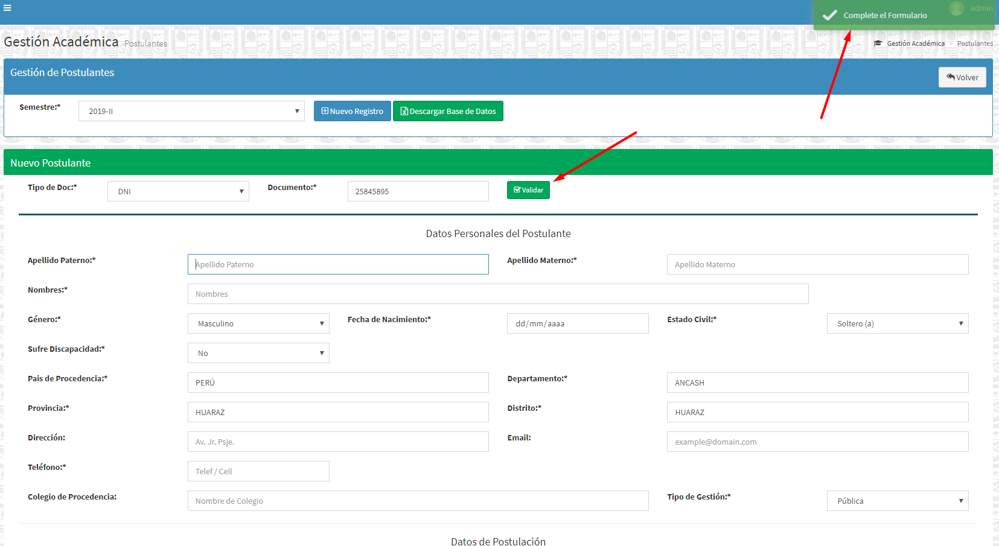 Complete el Formulario
admin
Gestión Académica Postulantes
Gestión Académica > Postulantes
Gestión de Postulantes
Volver
Semestre:* 2019-II Nuevo Registro Descargar Base de Datos
Nuevo Postulante
Tipo de Doc:* DNI Documento:* 25845895 Validar
Datos Personales del Postulante
Apellido Paterno:* Apellido Paterno Apellido Materno:* Apellido Materno
Nombres:* Nombres
Género:* Masculino Fecha de Nacimiento:* dd/mm/aaaa Estado Civil:* Soltero (a)
Sufre Discapacidad:* No
Pais de Procedencia:* PERÚ Departamento:* ANCASH
Provincia:* HUARAZ Distrito:* HUARAZ
Dirección: Av. Jr. Psje. Email: example@domain.com
Teléfono:* Telef / Cell
Colegio de Procedencia: Nombre de Colegio Tipo de Gestión:* Pública
Datos de Postulación